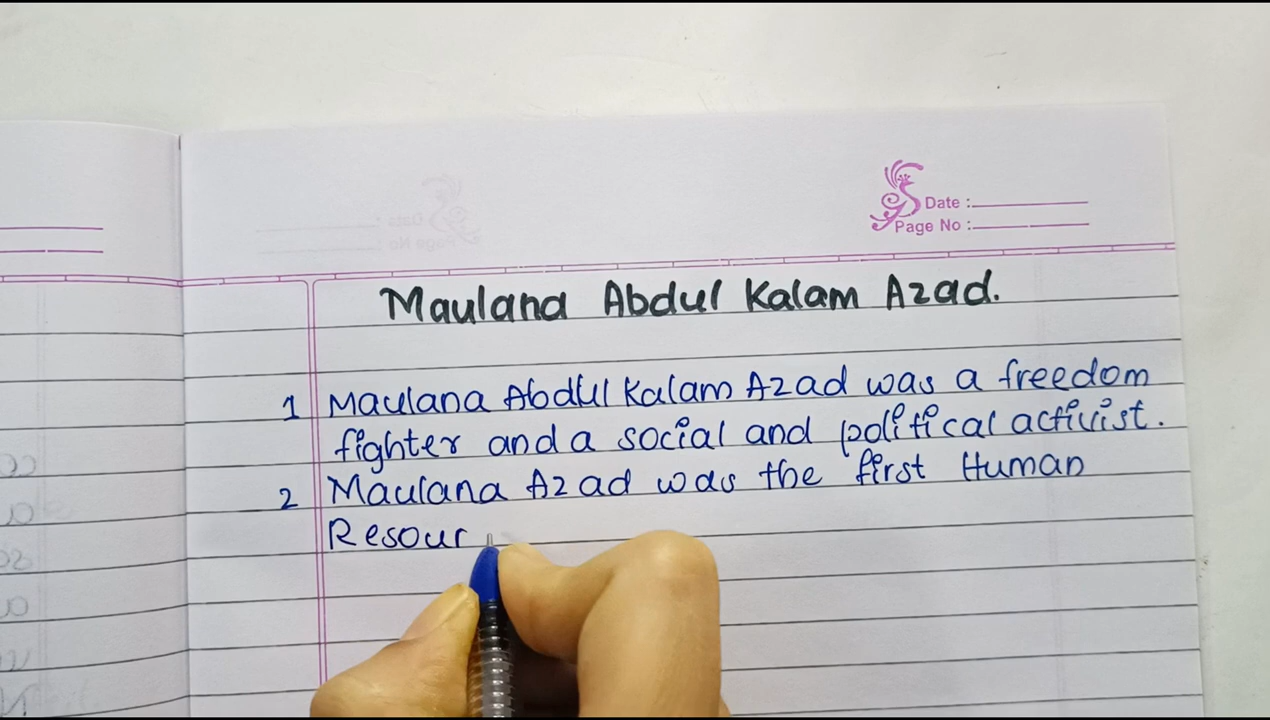 Date :
Page No :
Maulana Abdul Kalam Azad.
1 Maulana Abdul Kalam Azad was a freedom
fighter and a social and political activist.
2 Maulana Azad was the first Human
Resour